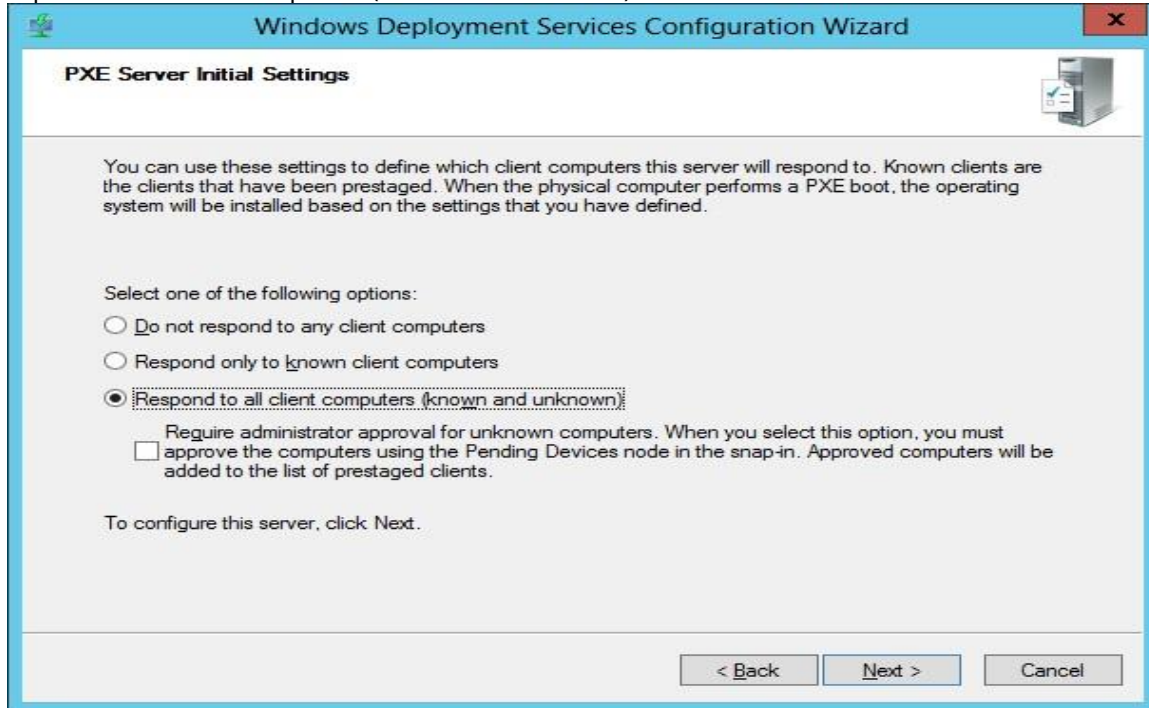 Windows Deployment Services Configuration Wizard
x
PXE Server Initial Settings
You can use these settings to define which client computers this server will respond to. Known clients are
the clients that have been prestaged. When the physical computer performs a PXE boot, the operating
system will be installed based on the settings that you have defined.
Select one of the following options:
Do not respond to any client computers
Respond only to known client computers
Respond to all client computers (known and unknown)
Require administrator approval for unknown computers. When you select this option, you must
approve the computers using the Pending Devices node in the snap-in. Approved computers will be
added to the list of prestaged clients.
To configure this server, click Next.
< Back Next > Cancel